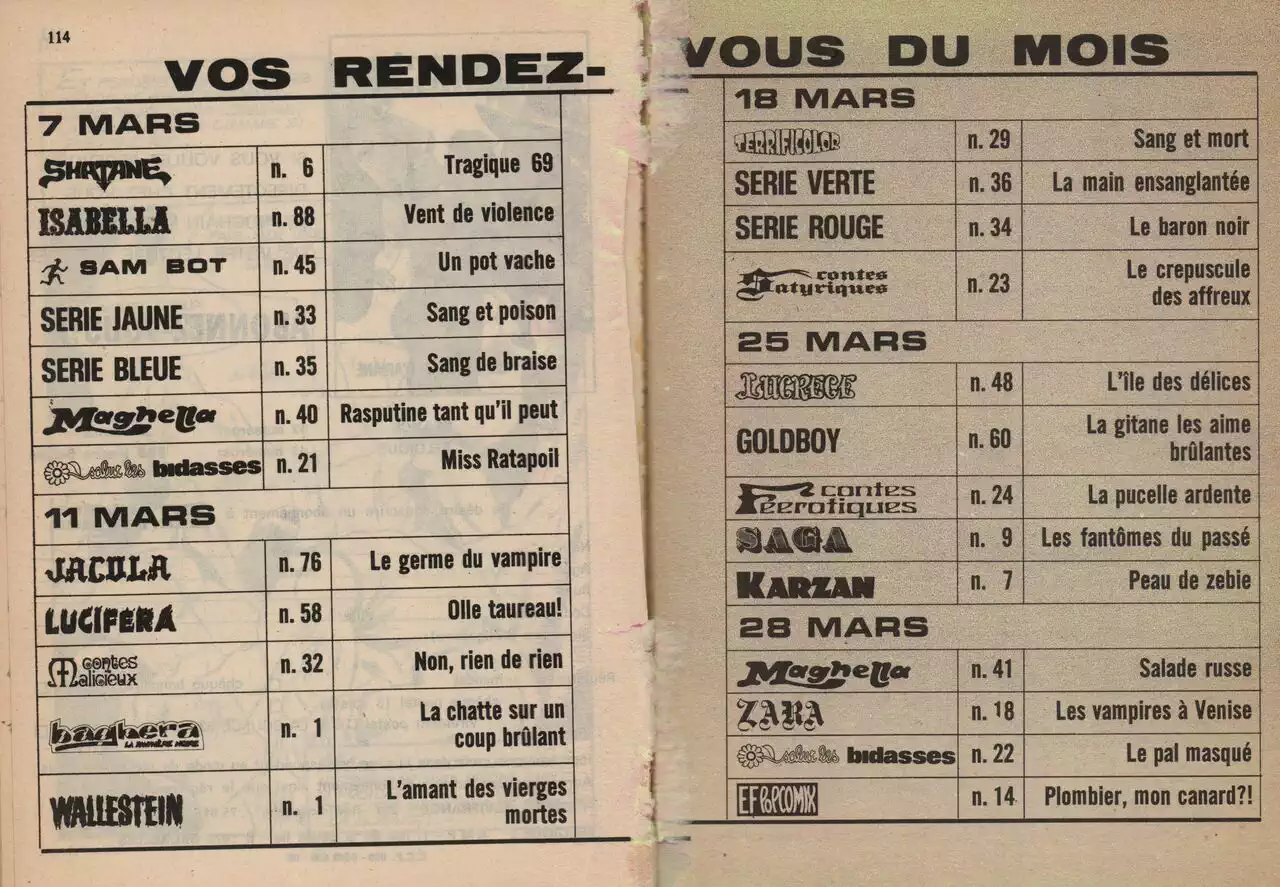 114
VOS RENDEZ-VOUS DU MOIS
7 MARS
SHATANE n. 6 Tragique 69
ISABELLA n. 88 Vent de violence
SAM BOT n. 45 Un pot vache
SERIE JAUNE n. 33 Sang et poison
SERIE BLEUE n. 35 Sang de braise
Maghella n. 40 Rasputine tant qu'il peut
salut les bidasses n. 21 Miss Ratapoil
11 MARS
JACULA n. 76 Le germe du vampire
LUCIFERA n. 58 Olle taureau!
contes Malicieux n. 32 Non, rien de rien
baghera LA PANTHERE NOIRE n. 1 La chatte sur un
coup brûlant
WALLESTEIN n. 1 L'amant des vierges
mortes
18 MARS
TERRIFICOLOR n. 29 Sang et mort
SERIE VERTE n. 36 La main ensanglantée
SERIE ROUGE n. 34 Le baron noir
contes Satyriques n. 23 Le crepuscule
des affreux
25 MARS
LUCRECE n. 48 L'île des délices
GOLDBOY n. 60 La gitane les aime
brûlantes
contes Féerotiques n. 24 La pucelle ardente
SAGA n. 9 Les fantômes du passé
KARZAN n. 7 Peau de zebie
28 MARS
Maghella n. 41 Salade russe
ZARA n. 18 Les vampires à Venise
salut les bidasses n. 22 Le pal masqué
EF POPCOMIX n. 14 Plombier, mon canard?!